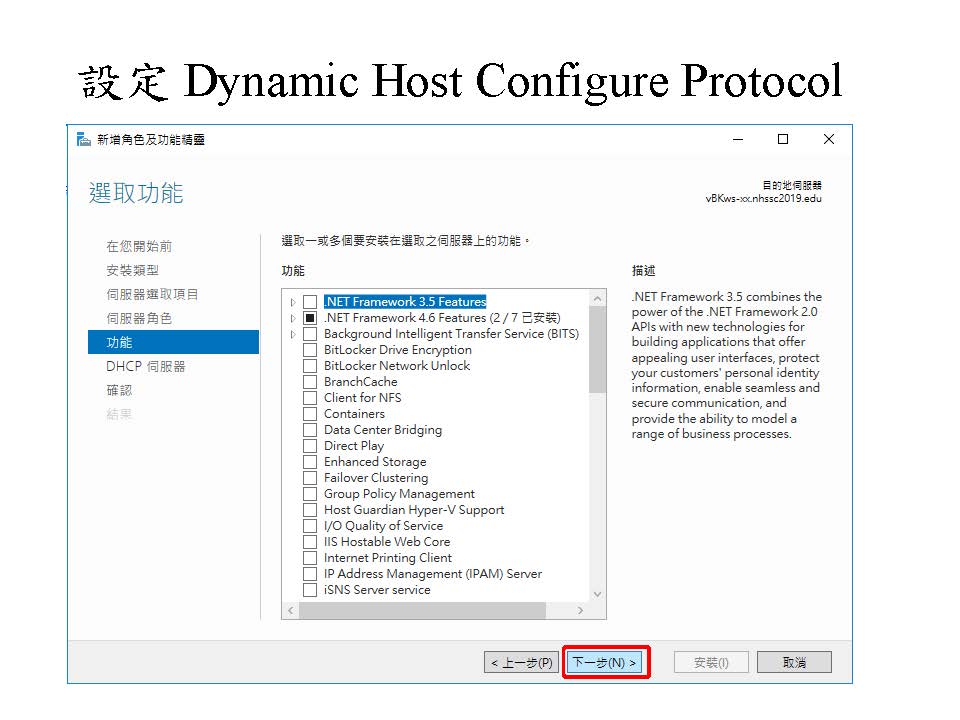 設定 Dynamic Host Configure Protocol
新增角色及功能精靈
選取功能
目的地伺服器
vBKws-xx.nhssc2019.edu
在您開始前
安裝類型
伺服器選取項目
伺服器角色
功能
DHCP 伺服器
確認
結果
選取一或多個要安裝在選取之伺服器上的功能。
功能
.NET Framework 3.5 Features
.NET Framework 4.6 Features (2 / 7 已安裝)
Background Intelligent Transfer Service (BITS)
BitLocker Drive Encryption
BitLocker Network Unlock
BranchCache
Client for NFS
Containers
Data Center Bridging
Direct Play
Enhanced Storage
Failover Clustering
Group Policy Management
Host Guardian Hyper-V Support
I/O Quality of Service
IIS Hostable Web Core
Internet Printing Client
IP Address Management (IPAM) Server
iSNS Server service
描述
.NET Framework 3.5 combines the
power of the .NET Framework 2.0
APIs with new technologies for
building applications that offer
appealing user interfaces, protect
your customers' personal identity
information, enable seamless and
secure communication, and
provide the ability to model a
range of business processes.
< 上一步(P)
下一步(N) >
安裝(I)
取消